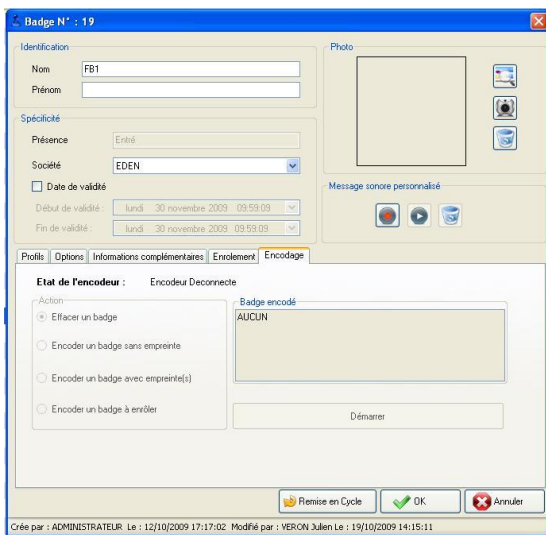 Badge N° : 19
Identification
Nom FB1
Prénom
Photo
Spécificité
Présence Entré
Société EDEN
Date de validité
Début de validité : lundi 30 novembre 2009 09:59:09
Fin de validité : lundi 30 novembre 2009 09:59:09
Message sonore personnalisé
Profils Options Informations complémentaires Enrolement Encodage
Etat de l'encodeur : Encodeur Deconnecte
Action
Effacer un badge
Encoder un badge sans empreinte
Encoder un badge avec empreinte(s)
Encoder un badge à enrôler
Badge encodé
AUCUN
Démarrer
Remise en Cycle OK Annuler
Crée par : ADMINISTRATEUR Le : 12/10/2009 17:17:02 Modifié par : VERON Julien Le : 19/10/2009 14:15:11